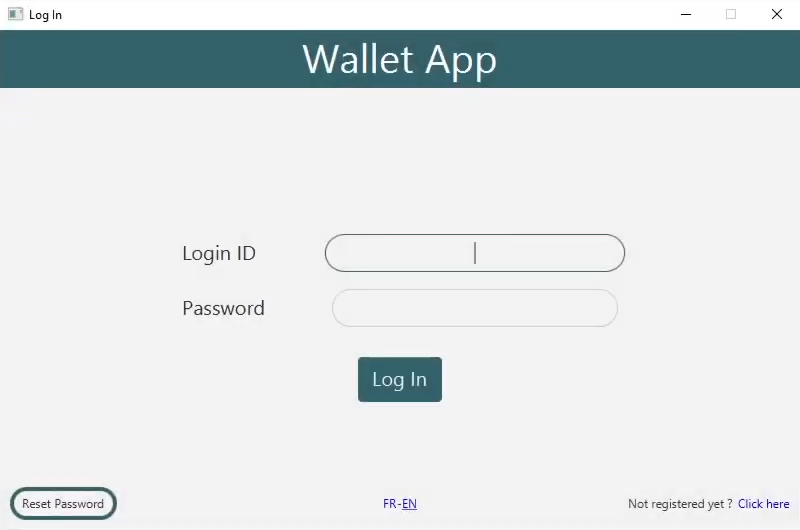 Log In
Wallet App
Login ID
Password
Log In
Reset Password
FR-EN
Not registered yet ? Click here